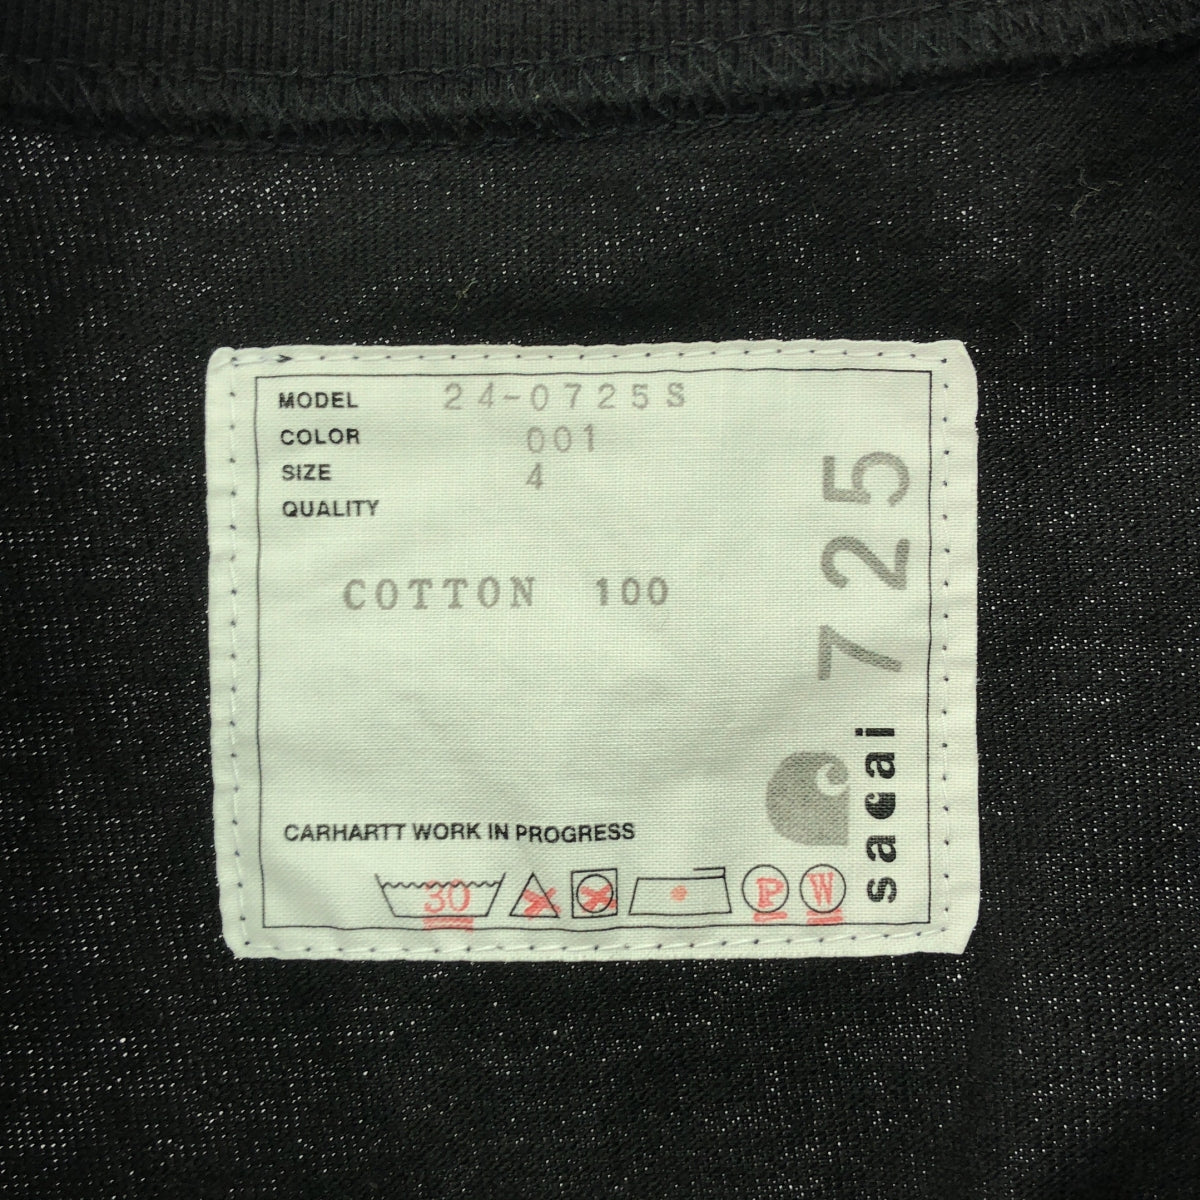 MODEL 24-0725S
COLOR 001
SIZE 4
QUALITY
COTTON 100
CARHARTT WORK IN PROGRESS
30 P W
sacai
725